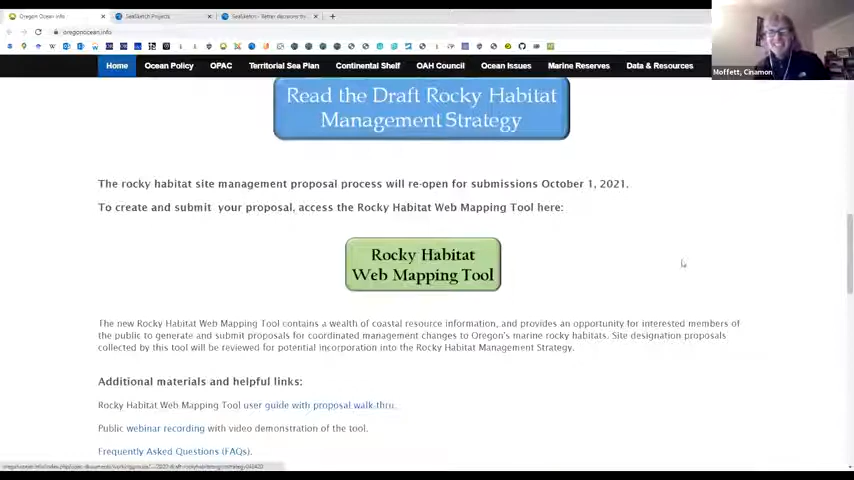 Oregon Ocean Info
SeaSketch Projects
SeaSketch - Better decisions th
oregonocean.info
Home
Ocean Policy
OPAC
Territorial Sea Plan
Continental Shelf
OAH Council
Ocean Issues
Marine Reserves
Data & Resources
Moffett, Cinamon
Read the Draft Rocky Habitat
Management Strategy
The rocky habitat site management proposal process will re-open for submissions October 1, 2021.
To create and submit your proposal, access the Rocky Habitat Web Mapping Tool here:
Rocky Habitat
Web Mapping Tool
The new Rocky Habitat Web Mapping Tool contains a wealth of coastal resource information, and provides an opportunity for interested members of
the public to generate and submit proposals for coordinated management changes to Oregon's marine rocky habitats. Site designation proposals
collected by this tool will be reviewed for potential incorporation into the Rocky Habitat Management Strategy.
Additional materials and helpful links:
Rocky Habitat Web Mapping Tool user guide with proposal walk-thru.
Public webinar recording with video demonstration of the tool.
Frequently Asked Questions (FAQs).